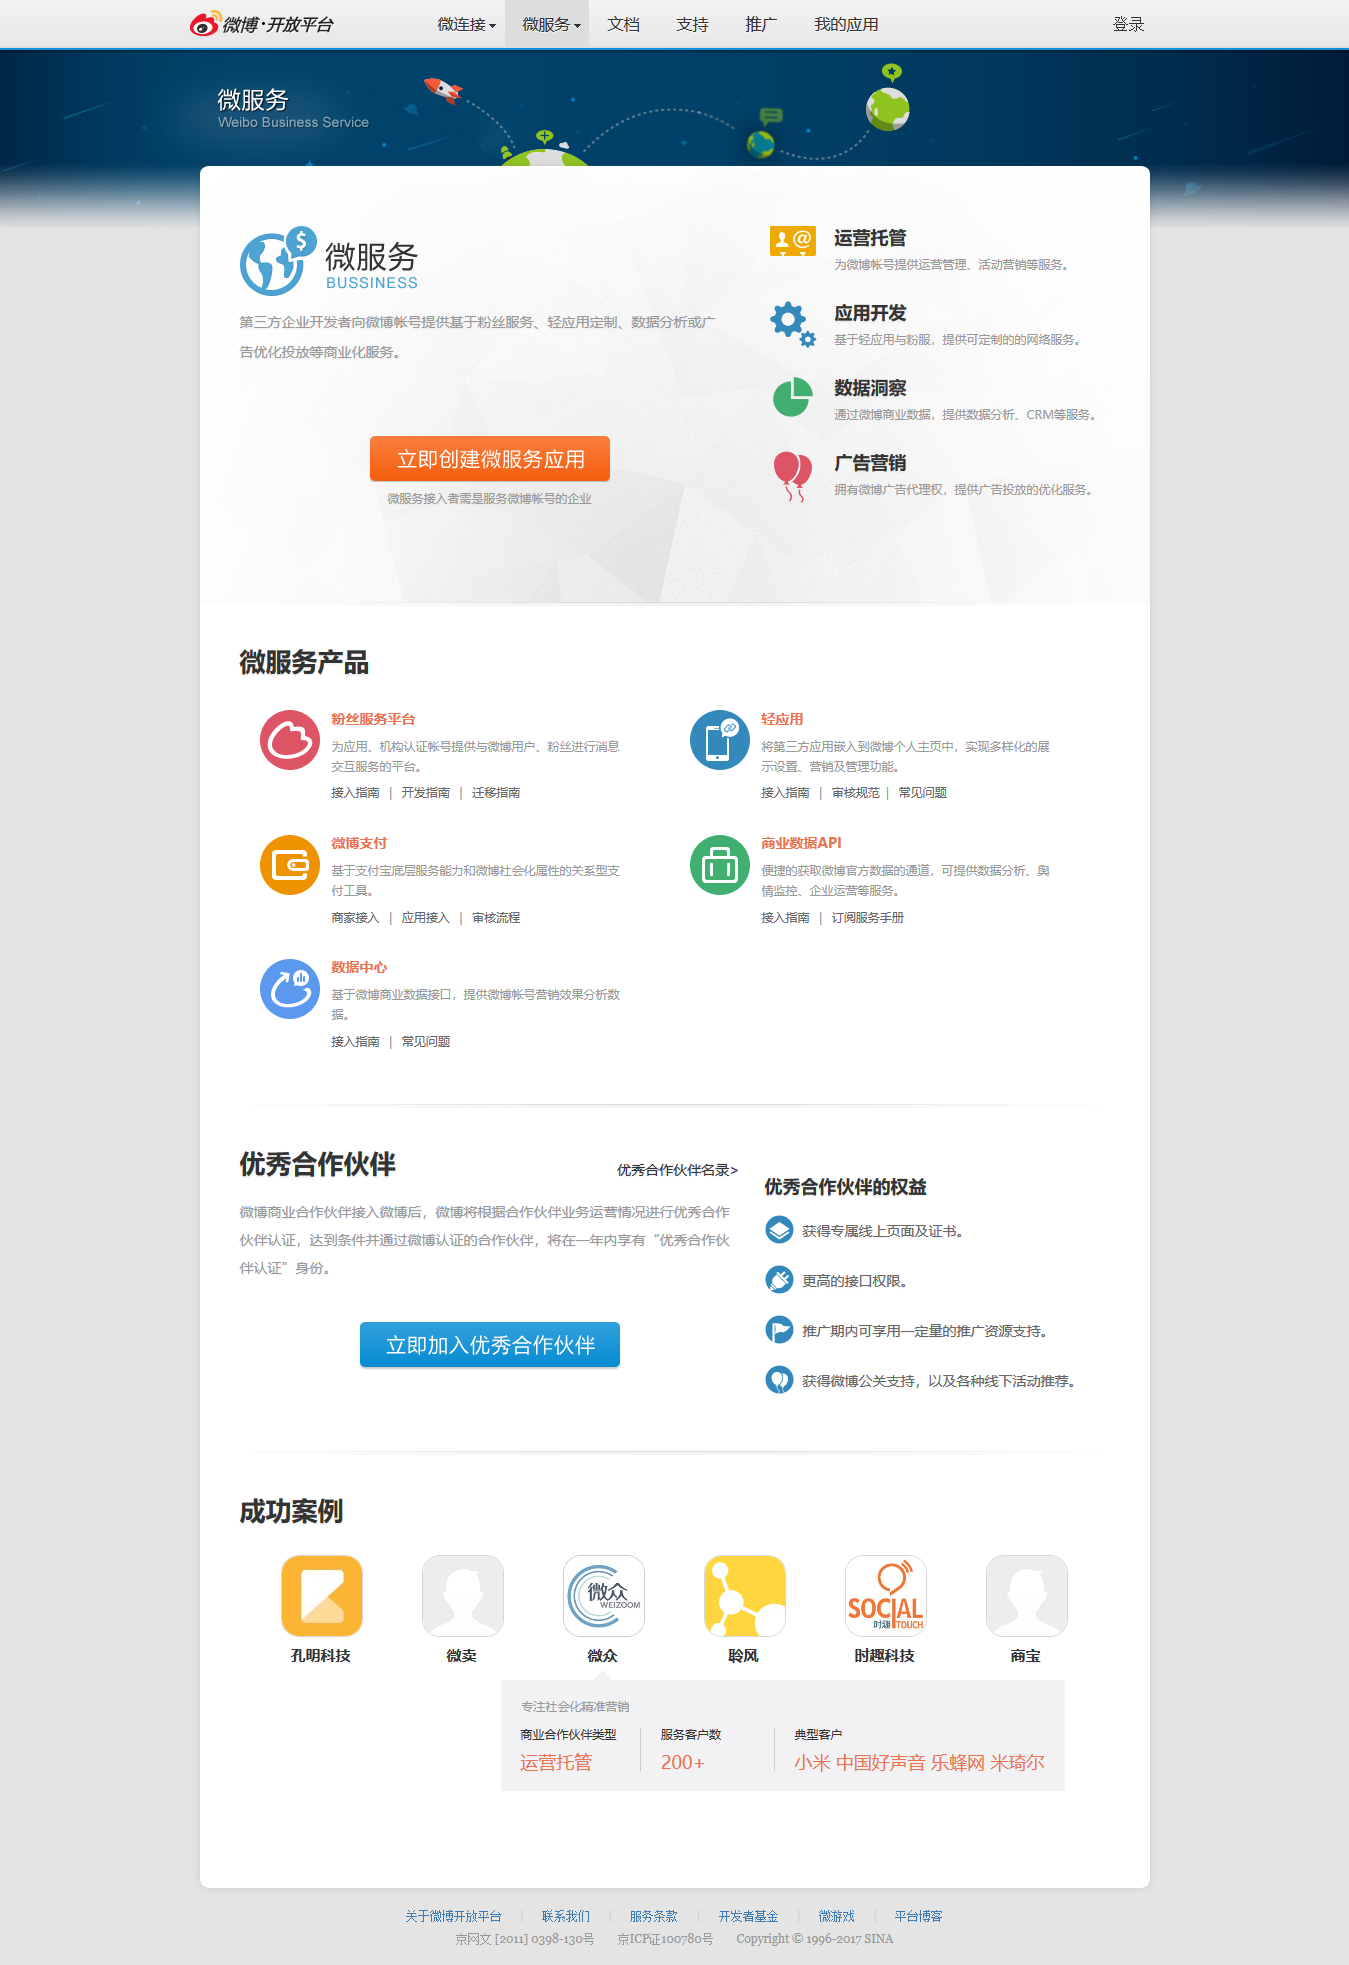 微博·开放平台 微连接 微服务 文档 支持 推广 我的应用 登录
微服务
Weibo Business Service
微服务
BUSSINESS
第三方企业开发者向微博帐号提供基于粉丝服务、轻应用定制、数据分析或广
告优化投放等商业化服务。
立即创建微服务应用
微服务接入者需是服务微博帐号的企业
运营托管
为微博帐号提供运营管理、活动营销等服务。
应用开发
基于轻应用与粉服，提供可定制的的网络服务。
数据洞察
通过微博商业数据，提供数据分析、CRM等服务。
广告营销
拥有微博广告代理权，提供广告投放的优化服务。
微服务产品
粉丝服务平台
为应用、机构认证帐号提供与微博用户、粉丝进行消息
交互服务的平台。
接入指南 | 开发指南 | 迁移指南
轻应用
将第三方应用嵌入到微博个人主页中，实现多样化的展
示设置、营销及管理功能。
接入指南 | 审核规范 | 常见问题
微博支付
基于支付宝底层服务能力和微博社会化属性的关系型支
付工具。
商家接入 | 应用接入 | 审核流程
商业数据API
便捷的获取微博官方数据的通道，可提供数据分析、舆
情监控、企业运营等服务。
接入指南 | 订阅服务手册
数据中心
基于微博商业数据接口，提供微博帐号营销效果分析数
据。
接入指南 | 常见问题
优秀合作伙伴
优秀合作伙伴名录>
微博商业合作伙伴接入微博后，微博将根据合作伙伴业务运营情况进行优秀合作
伙伴认证，达到条件并通过微博认证的合作伙伴，将在一年内享有“优秀合作伙
伴认证”身份。
立即加入优秀合作伙伴
优秀合作伙伴的权益
获得专属线上页面及证书。
更高的接口权限。
推广期内可享用一定量的推广资源支持。
获得微博公关支持，以及各种线下活动推荐。
成功案例
微众
WEIZOOM
SOCIAL
时趣 TOUCH
孔明科技 微卖 微众 聆风 时趣科技 商宝
专注社会化精准营销
商业合作伙伴类型 服务客户数 典型客户
运营托管 200+ 小米 中国好声音 乐蜂网 米琦尔
关于微博开放平台 | 联系我们 | 服务条款 | 开发者基金 | 微游戏 | 平台博客
京网文 [2011] 0398-130号 京ICP证100780号 Copyright © 1996-2017 SINA